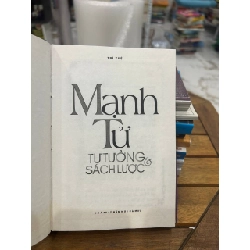 Mạnh
Tử
TƯ TƯỞNG &
SÁCH LƯỢC